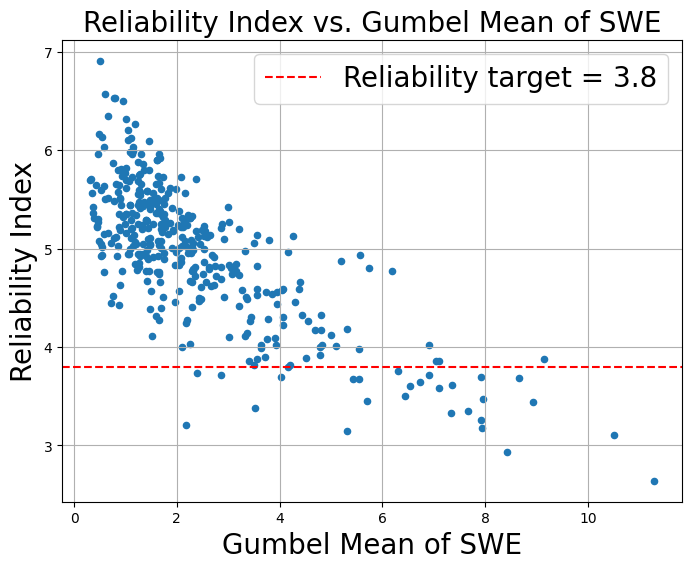 Reliability Index vs. Gumbel Mean of SWE
Reliability target = 3.8
Reliability Index
7
6
5
4
3
0 2 4 6 8 10
Gumbel Mean of SWE